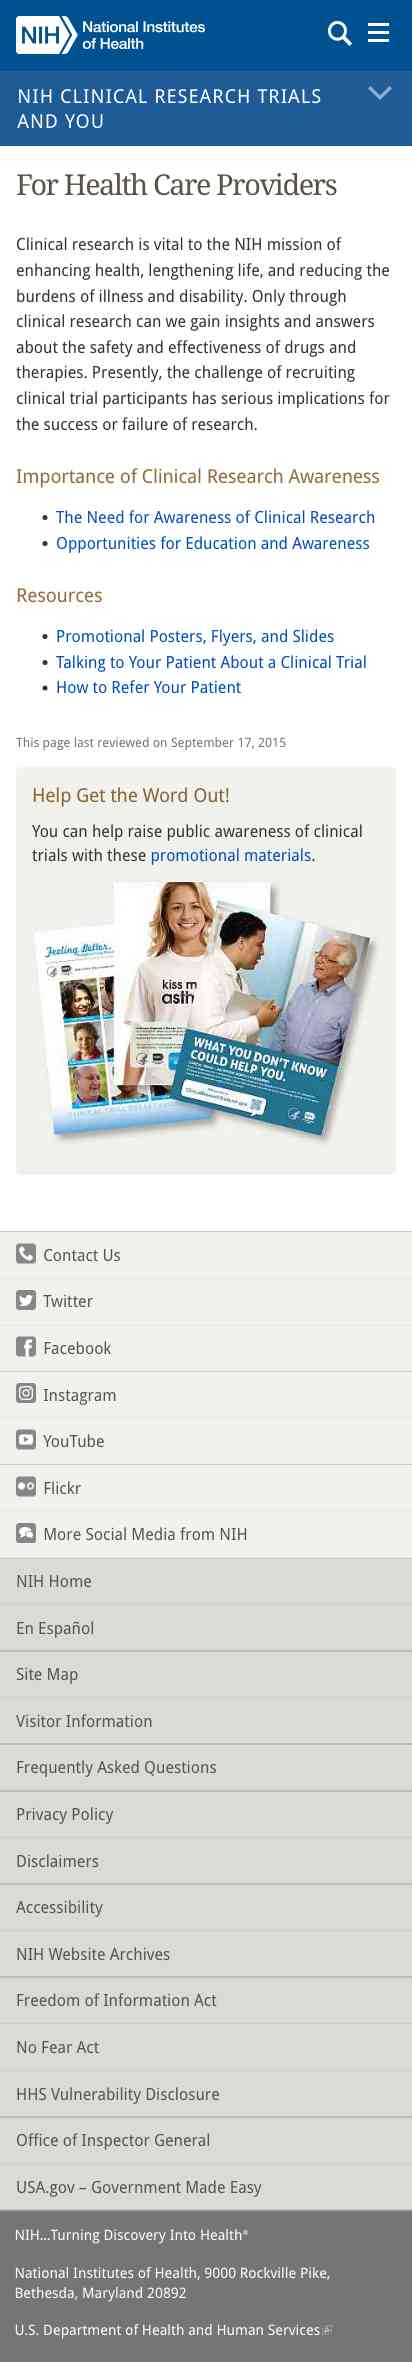 NIH National Institutes
of Health
NIH CLINICAL RESEARCH TRIALS
AND YOU
For Health Care Providers
Clinical research is vital to the NIH mission of
enhancing health, lengthening life, and reducing the
burdens of illness and disability. Only through
clinical research can we gain insights and answers
about the safety and effectiveness of drugs and
therapies. Presently, the challenge of recruiting
clinical trial participants has serious implications for
the success or failure of research.
Importance of Clinical Research Awareness
• The Need for Awareness of Clinical Research
• Opportunities for Education and Awareness
Resources
• Promotional Posters, Flyers, and Slides
• Talking to Your Patient About a Clinical Trial
• How to Refer Your Patient
This page last reviewed on September 17, 2015
Help Get the Word Out!
You can help raise public awareness of clinical
trials with these promotional materials.
Feeling Better.
kiss m
asth
WHAT YOU DON'T KNOW
COULD HELP YOU.
Contact Us
Twitter
Facebook
Instagram
YouTube
Flickr
More Social Media from NIH
NIH Home
En Español
Site Map
Visitor Information
Frequently Asked Questions
Privacy Policy
Disclaimers
Accessibility
NIH Website Archives
Freedom of Information Act
No Fear Act
HHS Vulnerability Disclosure
Office of Inspector General
USA.gov – Government Made Easy
NIH…Turning Discovery Into Health®
National Institutes of Health, 9000 Rockville Pike,
Bethesda, Maryland 20892
U.S. Department of Health and Human Services